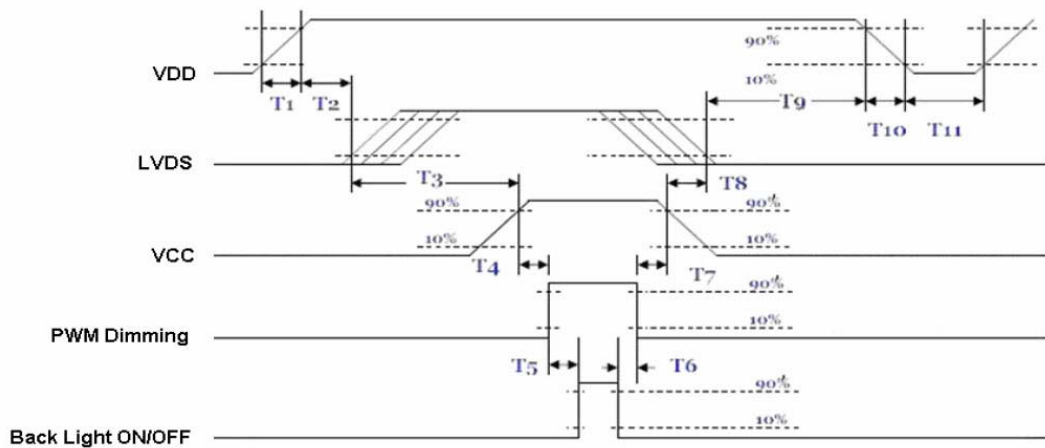 90%
VDD
10%
T1 T2 T9 T10 T11
LVDS
T3 T8
90% 90%
10% 10%
VCC
T4 T7
90%
10%
PWM Dimming
T5 T6
90%
10%
Back Light ON/OFF